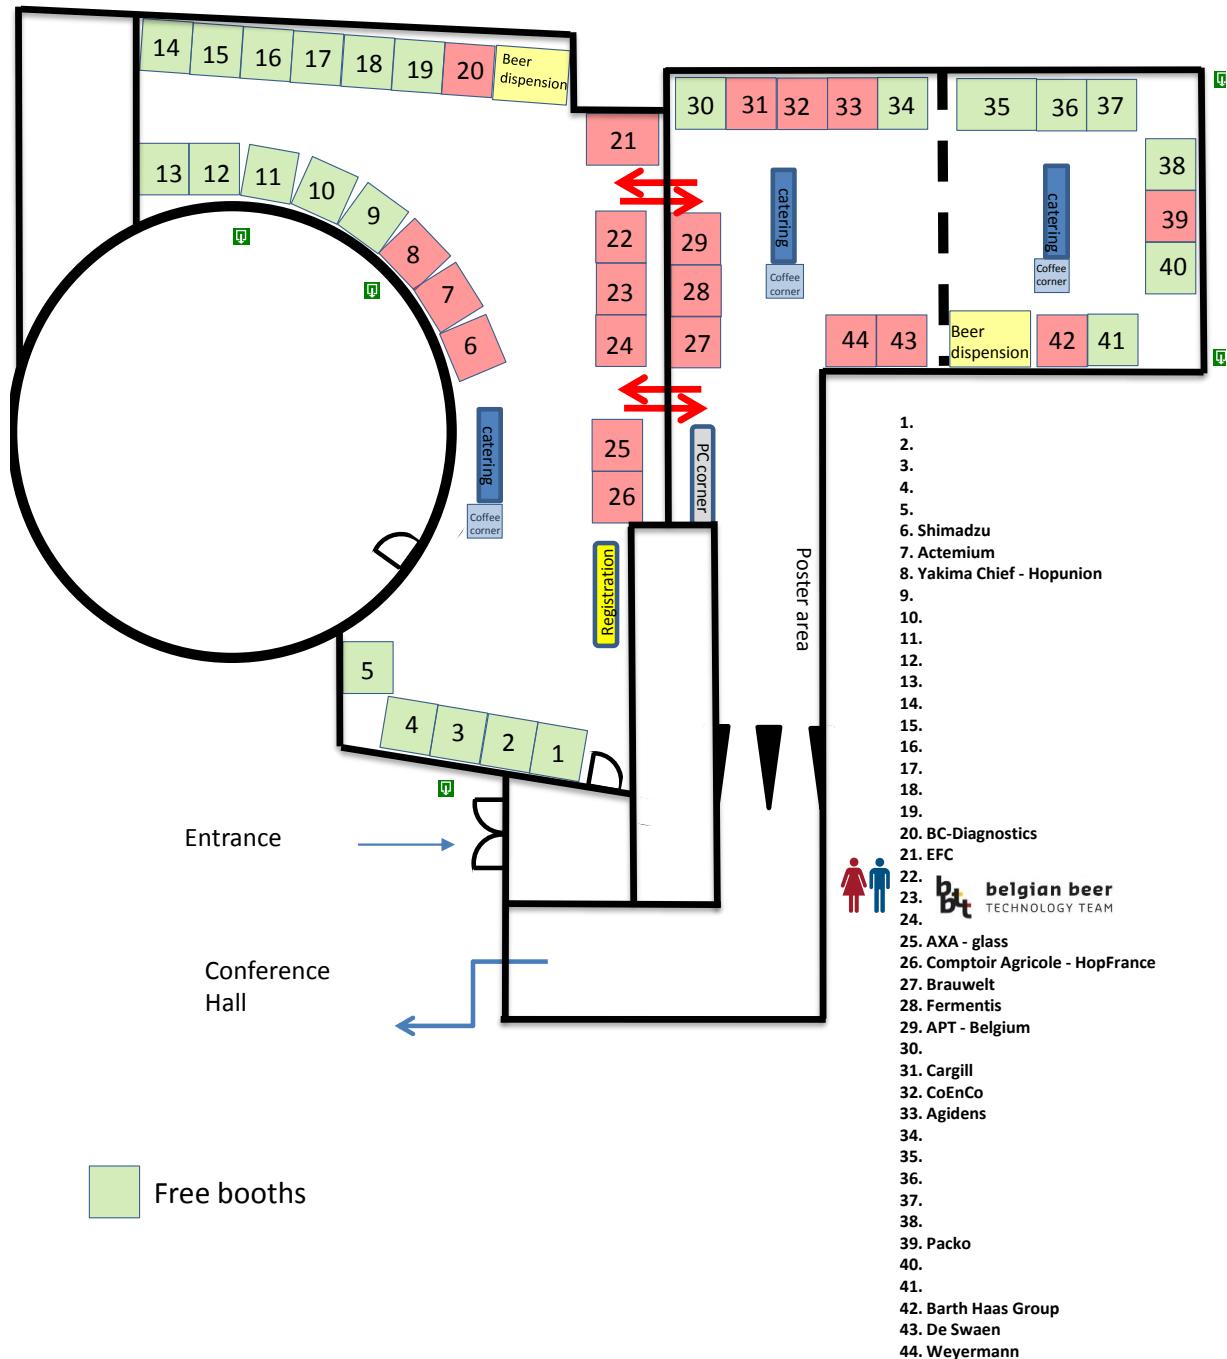 14 15 16 17 18 19 20
Beer
dispension
21
30 31 32 33 34
35 36 37
38
39
40
13 12 11 10 9 8 7 6
22
23
24
29
28
27
catering
Coffee
corner
catering
Coffee
corner
44 43
Beer
dispension
42 41
catering
Coffee
corner
25
26
PC corner
Registration
Poster area
5
4 3 2 1
Entrance
Conference
Hall
Free booths
1.
2.
3.
4.
5.
6. Shimadzu
7. Actemium
8. Yakima Chief - Hopunion
9.
10.
11.
12.
13.
14.
15.
16.
17.
18.
19.
20. BC-Diagnostics
21. EFC
22.
23.
24.
bbtt belgian beer
TECHNOLOGY TEAM
25. AXA - glass
26. Comptoir Agricole - HopFrance
27. Brauwelt
28. Fermentis
29. APT - Belgium
30.
31. Cargill
32. CoEnCo
33. Agidens
34.
35.
36.
37.
38.
39. Packo
40.
41.
42. Barth Haas Group
43. De Swaen
44. Weyermann